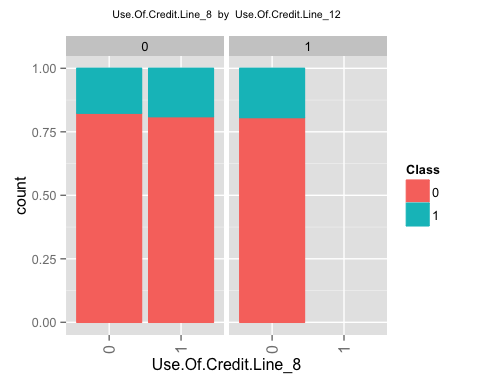 Use.Of.Credit.Line_8 by Use.Of.Credit.Line_12
0 1
1.00
0.75
0.50
0.25
0.00
count
0 1 0 1
Use.Of.Credit.Line_8
Class
0
1